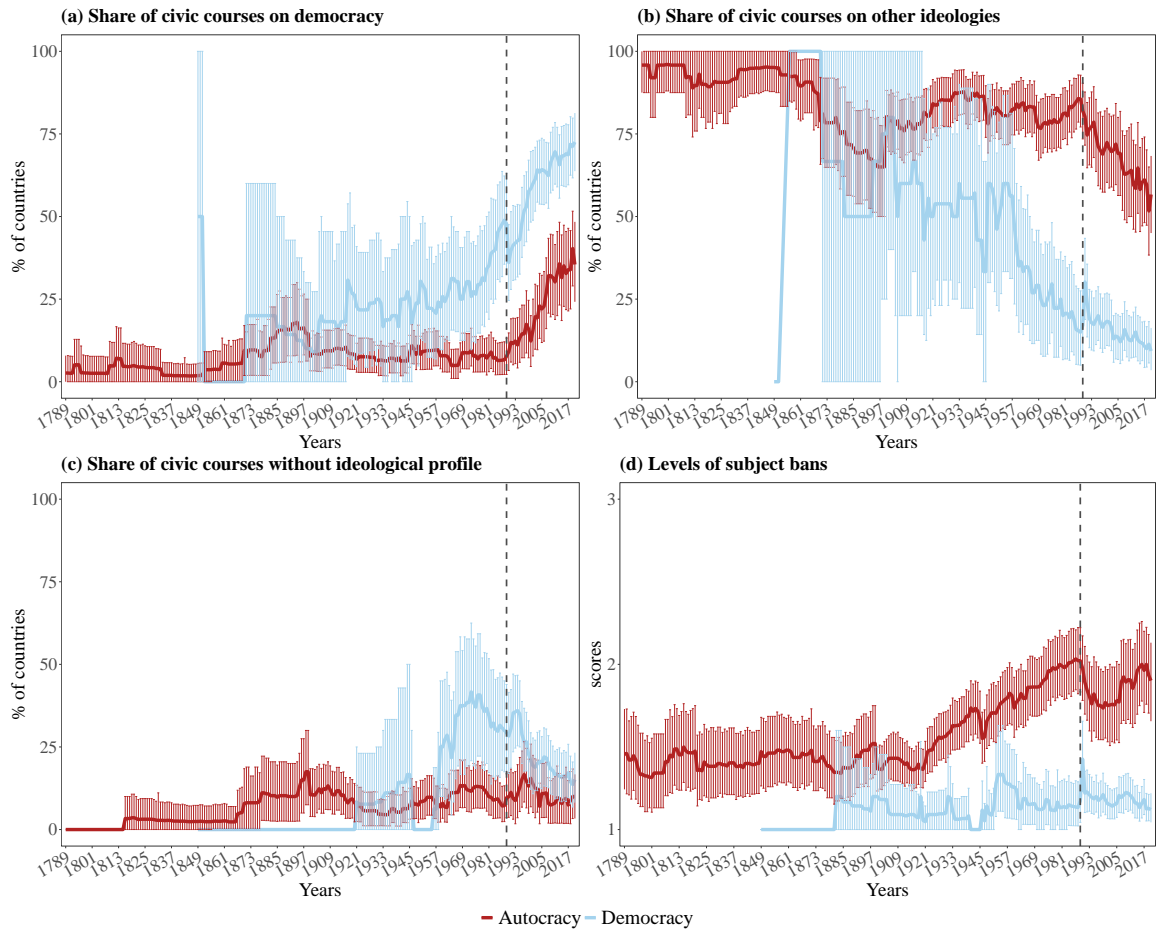 (a) Share of civic courses on democracy
(b) Share of civic courses on other ideologies
% of countries
100
75
50
25
0
1789 1801 1813 1825 1837 1849 1861 1873 1885 1897 1909 1921 1933 1945 1957 1969 1981 1993 2005 2017
Years
% of countries
100
75
50
25
0
1789 1801 1813 1825 1837 1849 1861 1873 1885 1897 1909 1921 1933 1945 1957 1969 1981 1993 2005 2017
Years
(c) Share of civic courses without ideological profile
(d) Levels of subject bans
% of countries
100
75
50
25
0
1789 1801 1813 1825 1837 1849 1861 1873 1885 1897 1909 1921 1933 1945 1957 1969 1981 1993 2005 2017
Years
scores
3
2
1
1789 1801 1813 1825 1837 1849 1861 1873 1885 1897 1909 1921 1933 1945 1957 1969 1981 1993 2005 2017
Years
Autocracy Democracy